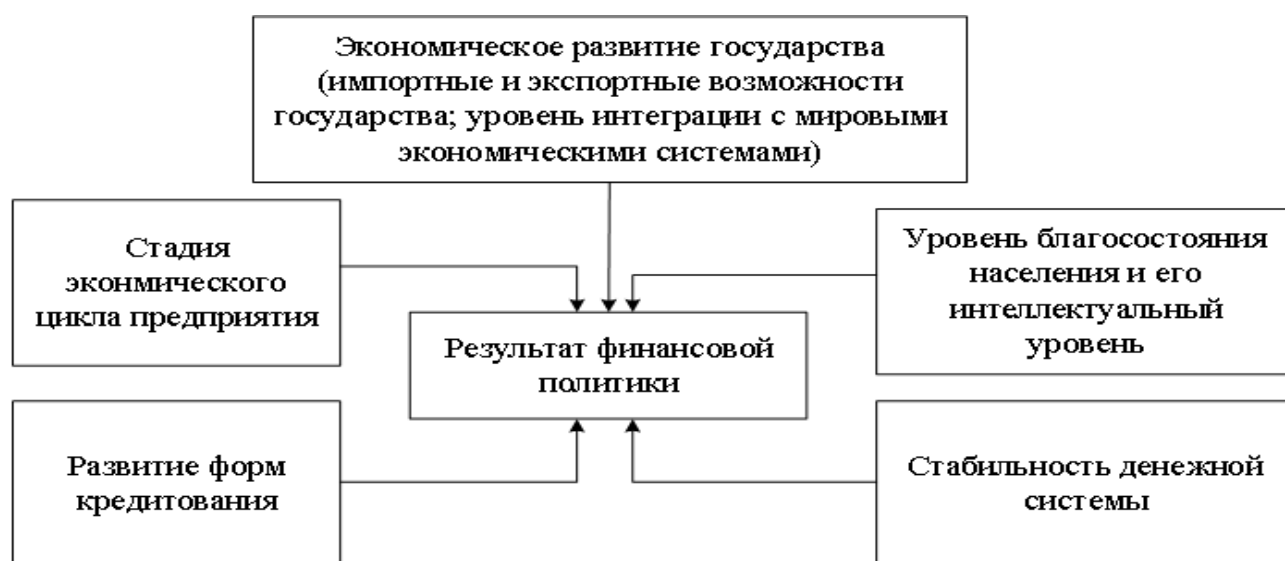 Экономическое развитие государства
(импортные и экспортные возможности
государства; уровень интеграции с мировыми
экономическими системами)
Стадия
эконмического
цикла предприятия
Уровень благосостояния
населения и его
интеллектуальный
уровень
Результат финансовой
политики
Развитие форм
кредитования
Стабильность денежной
системы